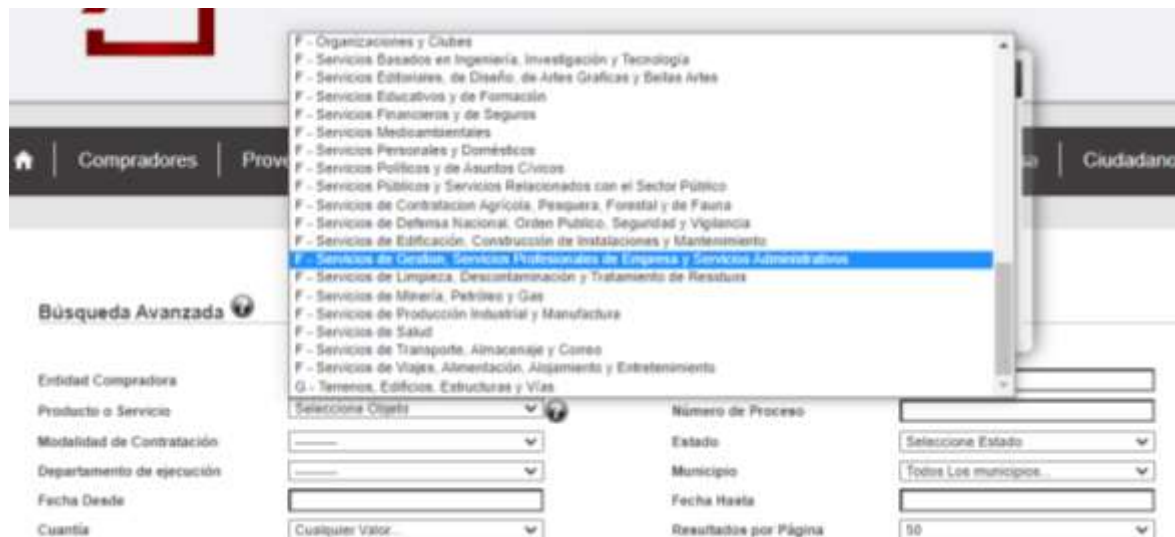 F - Organizaciones y Clubes
F - Servicios Basados en Ingeniería, Investigación y Tecnología
F - Servicios Editoriales, de Diseño, de Artes Graficas y Bellas Artes
F - Servicios Educativos y de Formación
F - Servicios Financieros y de Seguros
F - Servicios Medioambientales
F - Servicios Personales y Domésticos
F - Servicios Políticos y de Asuntos Cívicos
F - Servicios Públicos y Servicios Relacionados con el Sector Público
F - Servicios de Contratacion Agrícola, Pesquera, Forestal y de Fauna
F - Servicios de Defensa Nacional, Orden Publico, Seguridad y Vigilancia
F - Servicios de Edificación, Construcción de Instalaciones y Mantenimiento
F - Servicios de Gestion, Servicios Profesionales de Empresa y Servicios Administrativos
F - Servicios de Limpieza, Descontaminación y Tratamiento de Residuos
F - Servicios de Minería, Petróleo y Gas
F - Servicios de Producción Industrial y Manufactura
F - Servicios de Salud
F - Servicios de Transporte, Almacenaje y Correo
F - Servicios de Viajes, Alimentación, Alojamiento y Entretenimiento
G - Terrenos, Edificios, Estructuras y Vías
Compradores Prove Ciudadano
Búsqueda Avanzada
Entidad Compradora
Producto o Servicio Seleccione Objeto Número de Proceso
Modalidad de Contratación -------- Estado Seleccione Estado
Departamento de ejecución -------- Municipio Todos Los municipios...
Fecha Desde Fecha Hasta
Cuantía Cualquier Valor... Resultados por Página 50